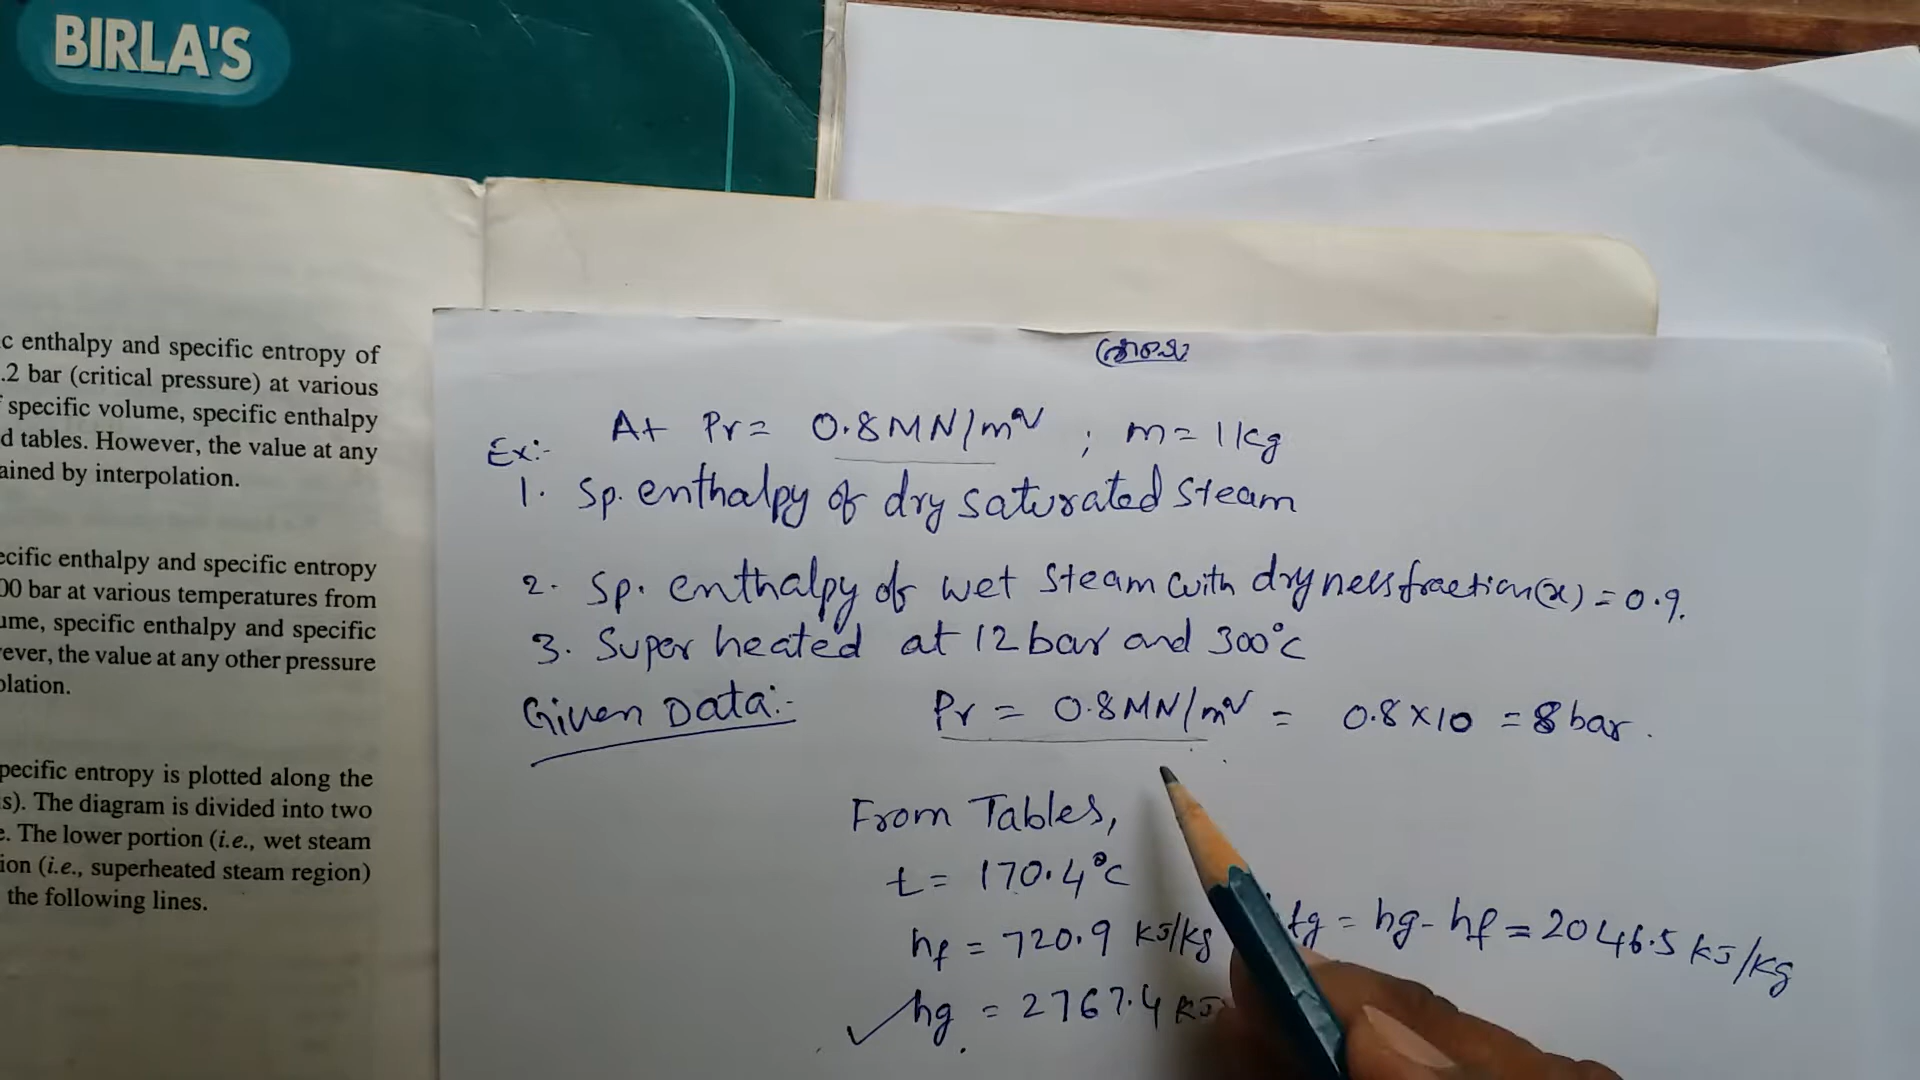 BIRLA'S
c enthalpy and specific entropy of
.2 bar (critical pressure) at various
specific volume, specific enthalpy
d tables. However, the value at any
ained by interpolation.
ecific enthalpy and specific entropy
00 bar at various temperatures from
ume, specific enthalpy and specific
ever, the value at any other pressure
olation.
pecific entropy is plotted along the
s). The diagram is divided into two
e. The lower portion (i.e., wet steam
ion (i.e., superheated steam region)
the following lines.
Ex:- At Pr = 0.8 MN/m² ; m = 1 kg
1. Sp. enthalpy of dry saturated steam
2. Sp. enthalpy of wet steam with dryness fraction (x) = 0.9.
3. Super heated at 12 bar and 300°C
Given Data:- Pr = 0.8 MN/m² = 0.8 × 10 = 8 bar.
From Tables,
t = 170.4°C
hf = 720.9 KJ/kg fg = hg - hf = 2046.5 KJ/kg
✓ hg = 2767.4 KJ